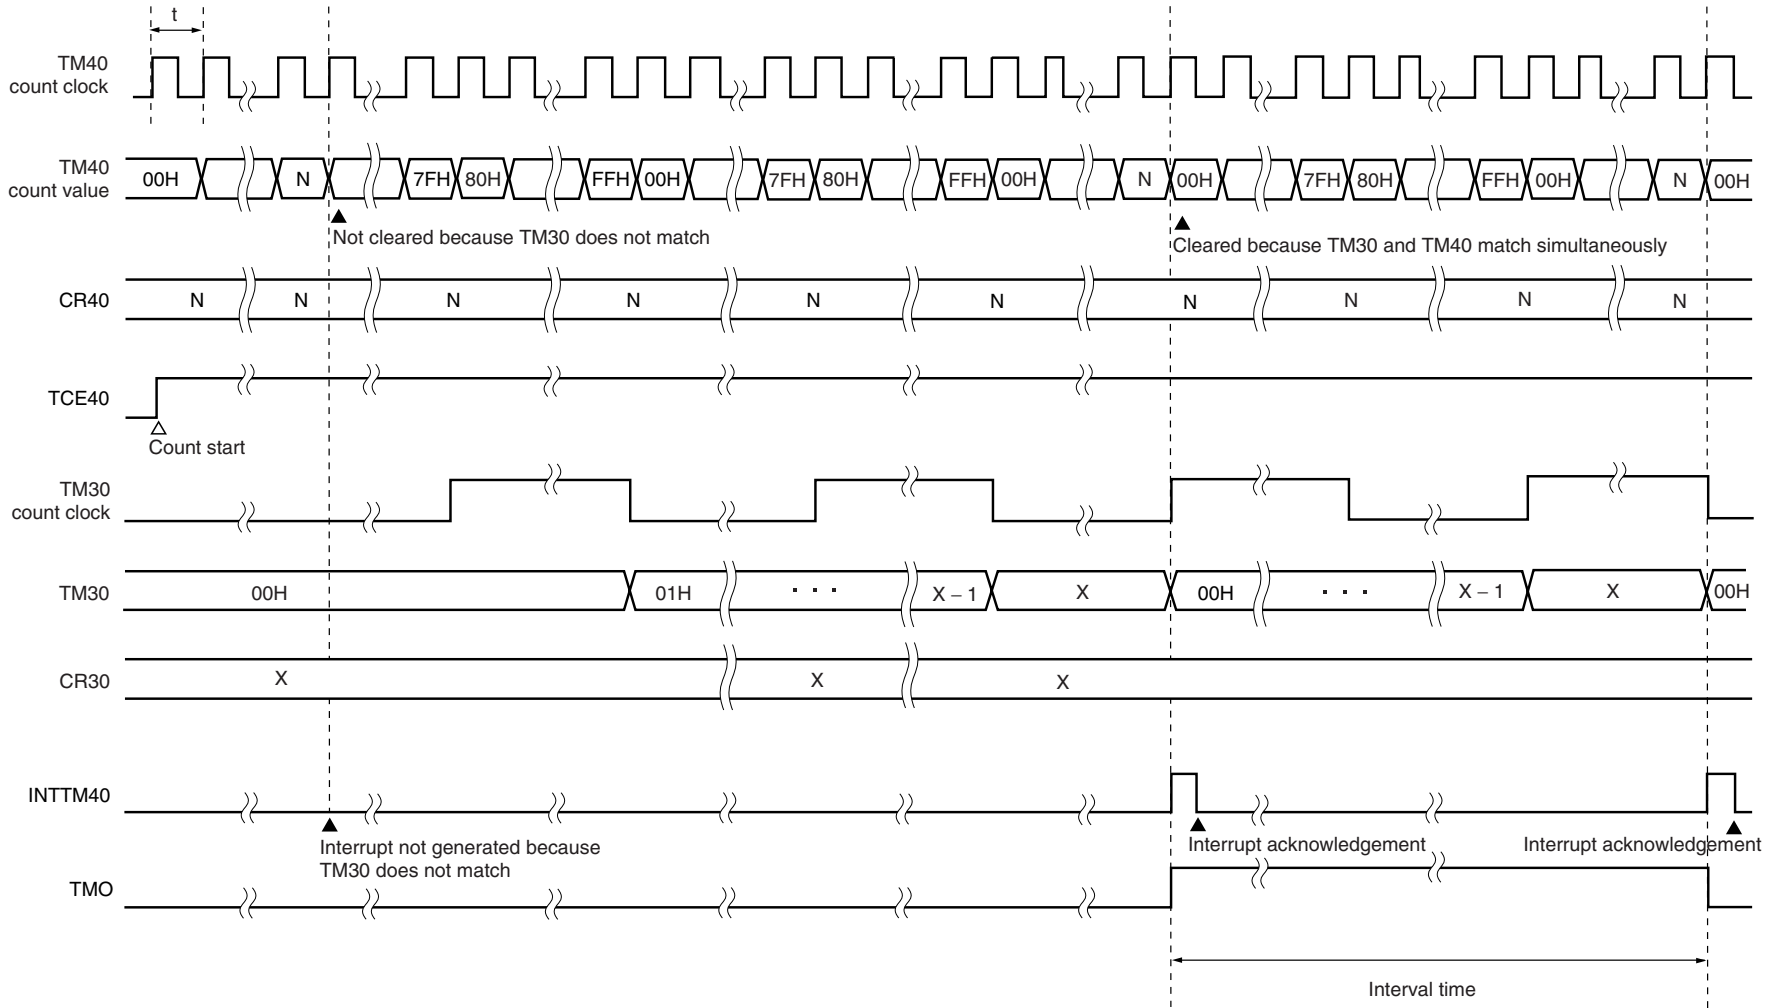 t
TM40
count clock
TM40
count value
00H N 7FH 80H FFH 00H 7FH 80H FFH 00H N 00H 7FH 80H FFH 00H N 00H
Not cleared because TM30 does not match
Cleared because TM30 and TM40 match simultaneously
CR40 N N N N N N N N N N
TCE40
Count start
TM30
count clock
TM30 00H 01H · · · X – 1 X 00H · · · X – 1 X 00H
CR30 X X X
INTTM40
Interrupt not generated because
TM30 does not match
Interrupt acknowledgement Interrupt acknowledgement
TMO
Interval time